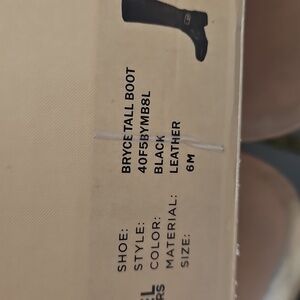 SHOE: BRYCE TALL BOOT
STYLE: 40F5BYMB8L
COLOR: BLACK
MATERIAL: LEATHER
SIZE: 6M